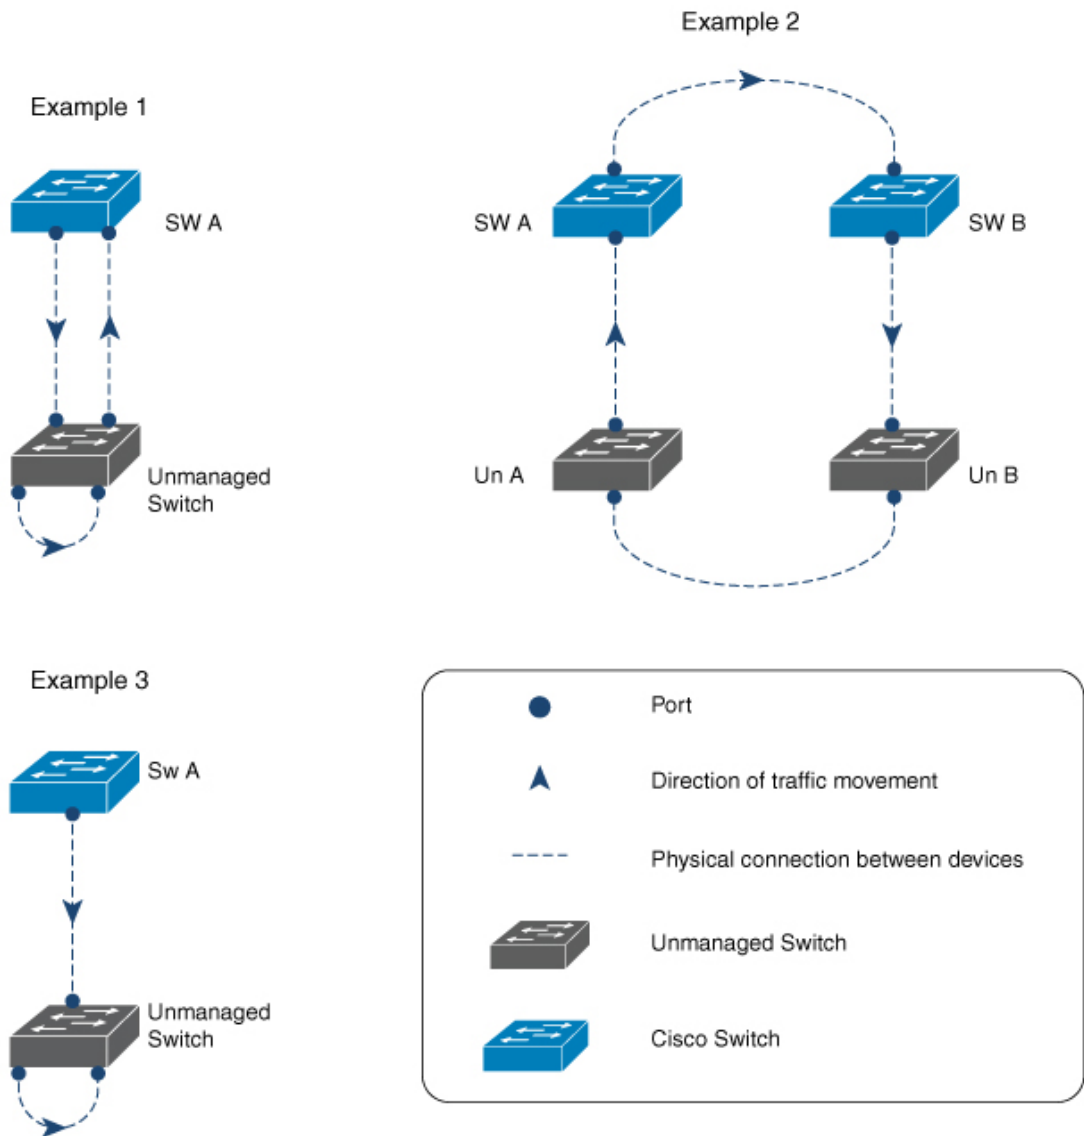 Example 2
Example 1
SW A
SW A
SW B
Unmanaged
Switch
Un A
Un B
Example 3
Sw A
Unmanaged
Switch
Port
Direction of traffic movement
Physical connection between devices
Unmanaged Switch
Cisco Switch